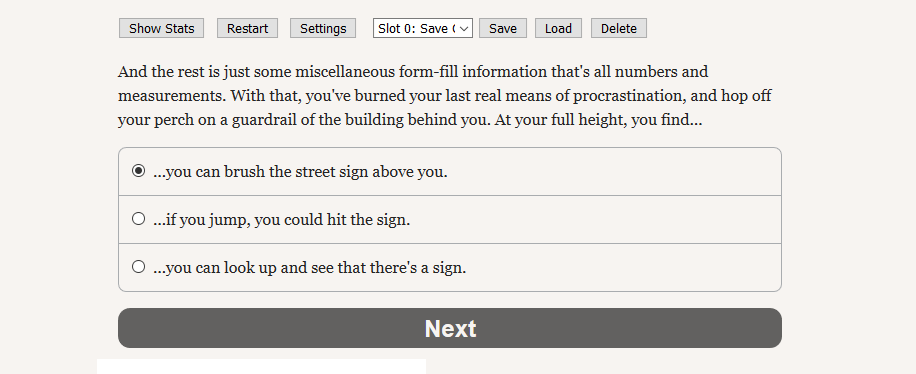 Show Stats Restart Settings Slot 0: Save Save Load Delete
And the rest is just some miscellaneous form-fill information that's all numbers and
measurements. With that, you've burned your last real means of procrastination, and hop off
your perch on a guardrail of the building behind you. At your full height, you find...
...you can brush the street sign above you.
...if you jump, you could hit the sign.
...you can look up and see that there's a sign.
Next